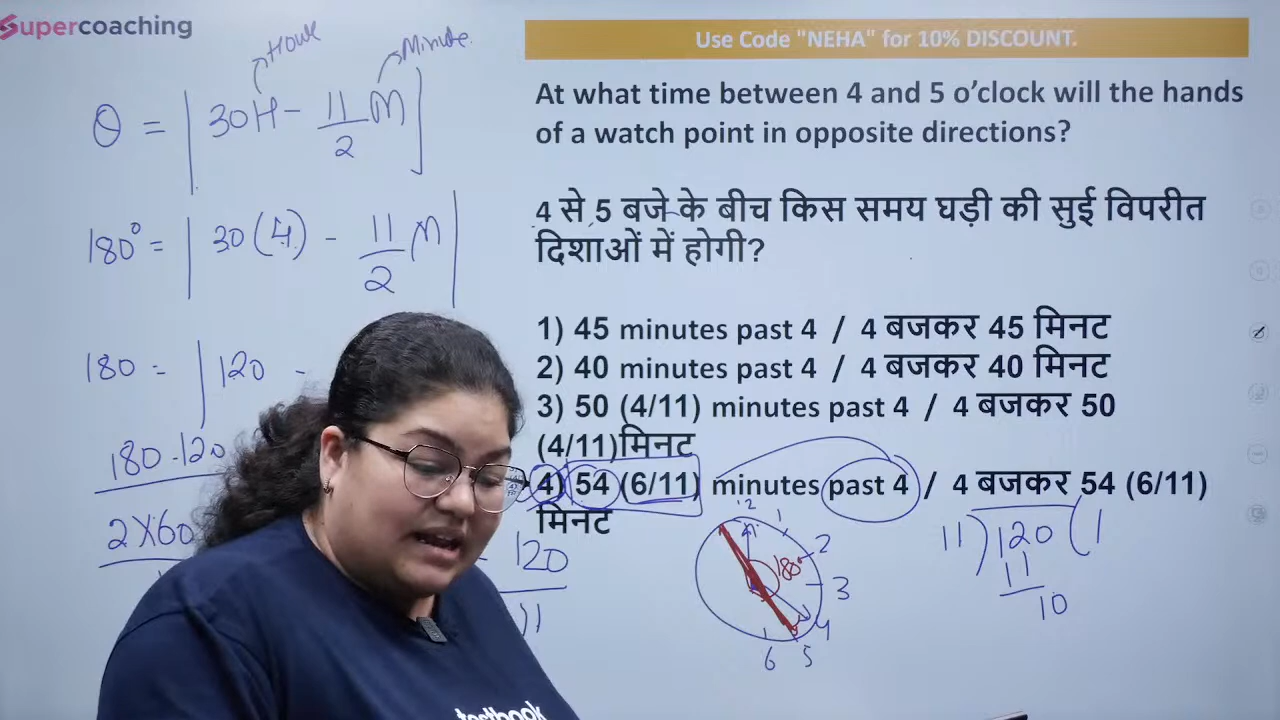 Supercoaching
Use Code "NEHA" for 10% DISCOUNT.
At what time between 4 and 5 o'clock will the hands
of a watch point in opposite directions?
4 से 5 बजे के बीच किस समय घड़ी की सुई विपरीत
दिशाओं में होगी?
1) 45 minutes past 4 / 4 बजकर 45 मिनट
2) 40 minutes past 4 / 4 बजकर 40 मिनट
3) 50 (4/11) minutes past 4 / 4 बजकर 50
(4/11)मिनट
4) 54 (6/11) minutes past 4 / 4 बजकर 54 (6/11)
मिनट
Hour
Minute
θ = | 30H - 11/2 M |
180° = | 30(4) - 11/2 M |
180 = | 120 -
180-120
2X60
120
11
12 1 2 3 4 5 6
180°
11) 120 (1
11
10
testbook